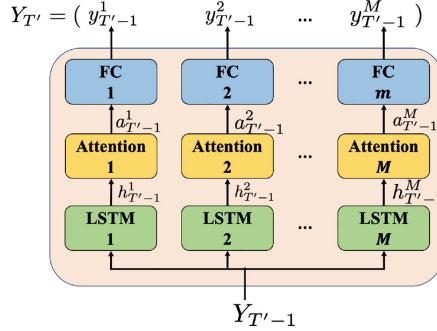 Y_{T'} = ( y^1_{T'-1} y^2_{T'-1} ... y^M_{T'-1} )
FC 1 FC 2 ... FC m
a^1_{T'-1} a^2_{T'-1} a^M_{T'-1}
Attention 1 Attention 2 ... Attention M
h^1_{T'-1} h^2_{T'-1} h^M_{T'-1}
LSTM 1 LSTM 2 ... LSTM M
Y_{T'-1}